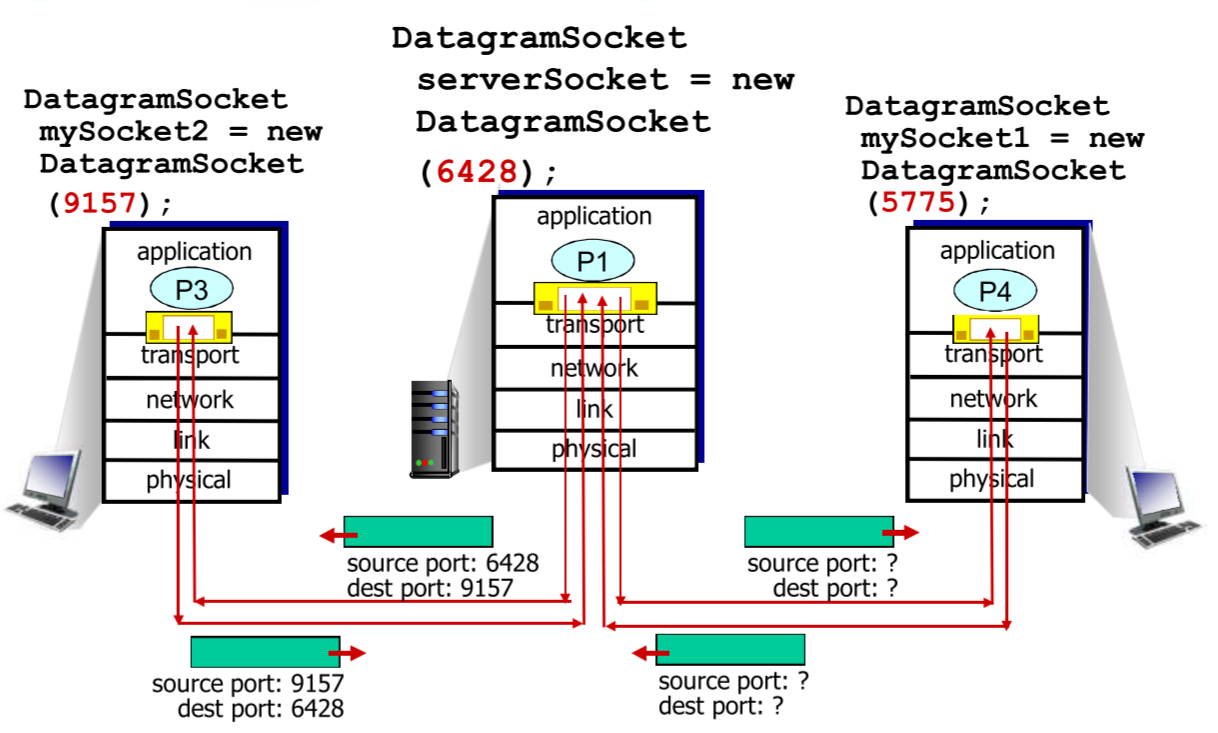 DatagramSocket
mySocket2 = new
DatagramSocket
(9157);
DatagramSocket
serverSocket = new
DatagramSocket
(6428);
DatagramSocket
mySocket1 = new
DatagramSocket
(5775);
application
P3
transport
network
link
physical
application
P1
transport
network
link
physical
application
P4
transport
network
link
physical
source port: 6428
dest port: 9157
source port: ?
dest port: ?
source port: 9157
dest port: 6428
source port: ?
dest port: ?